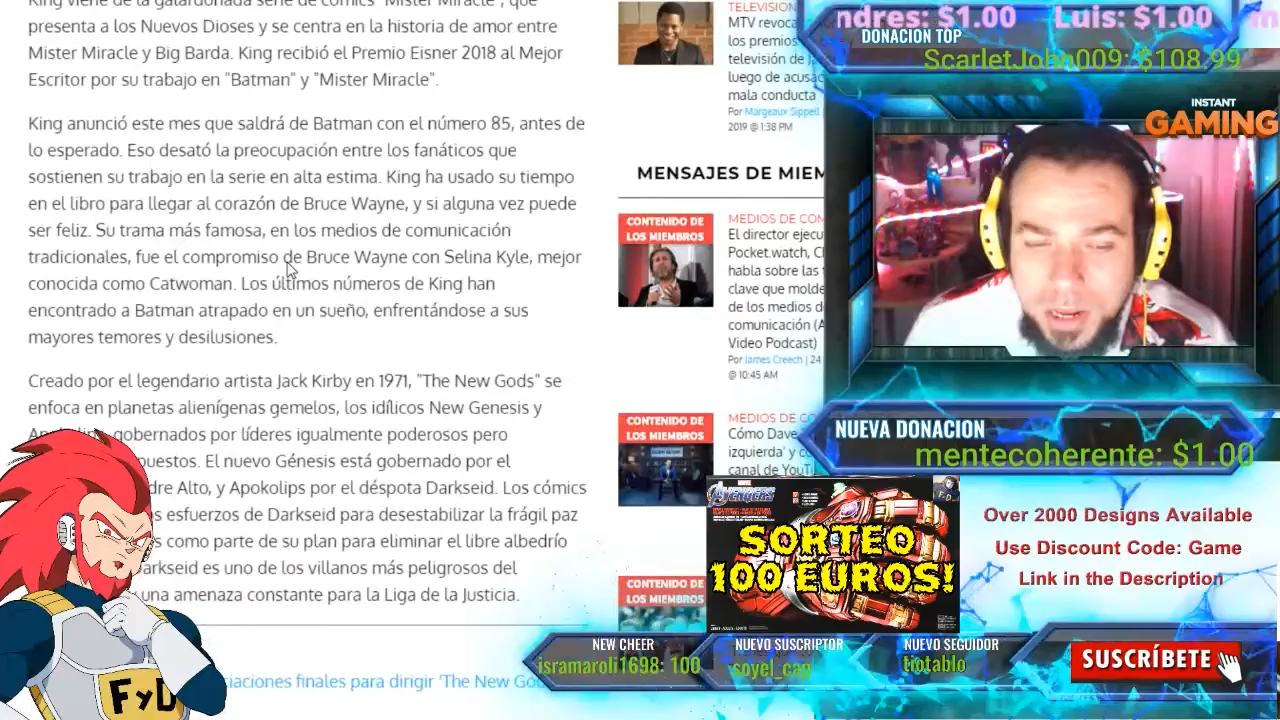 King viene de la galardonada serie de cómics "Mister Miracle", que
presenta a los Nuevos Dioses y se centra en la historia de amor entre
Mister Miracle y Big Barda. King recibió el Premio Eisner 2018 al Mejor
Escritor por su trabajo en "Batman" y "Mister Miracle".
King anunció este mes que saldrá de Batman con el número 85, antes de
lo esperado. Eso desató la preocupación entre los fanáticos que
sostienen su trabajo en la serie en alta estima. King ha usado su tiempo
en el libro para llegar al corazón de Bruce Wayne, y si alguna vez puede
ser feliz. Su trama más famosa, en los medios de comunicación
tradicionales, fue el compromiso de Bruce Wayne con Selina Kyle, mejor
conocida como Catwoman. Los últimos números de King han
encontrado a Batman atrapado en un sueño, enfrentándose a sus
mayores temores y desilusiones.
Creado por el legendario artista Jack Kirby en 1971, "The New Gods" se
enfoca en planetas alienígenas gemelos, los idílicos New Genesis y
gobernados por líderes igualmente poderosos pero
puestos. El nuevo Génesis está gobernado por el
dre Alto, y Apokolips por el déspota Darkseid. Los cómics
s esfuerzos de Darkseid para desestabilizar la frágil paz
como parte de su plan para eliminar el libre albedrío
arkseid es uno de los villanos más peligrosos del
una amenaza constante para la Liga de la Justicia.
ciaciones finales para dirigir 'The New Go
TELEVISION
MTV revoca
los premios
televisión de J
luego de acusac
mala conducta
Por Margeaux Sippell
2019 @ 1:38 PM
MENSAJES DE MIEM
CONTENIDO DE
LOS MIEMBROS
MEDIOS DE COM
El director ejecu
Pocket.watch, C
habla sobre las
clave que molde
de los medios d
comunicación (A
Video Podcast)
Por James Creech | 24
@ 10:45 AM
CONTENIDO DE
LOS MIEMBROS
MEDIOS DE CO
Cómo Dave
izquierda' y c
canal de YouT
CONTENIDO DE
LOS MIEMBROS
ndres: $1.00 Luis: $1.00
DONACION TOP
ScarletJohn009: $108.99
INSTANT
GAMING
NUEVA DONACION
mentecoherente: $1.00
MARVEL
AVENGERS
SORTEO
100 EUROS!
Over 2000 Designs Available
Use Discount Code: Game
Link in the Description
NEW CHEER
isramaroli1698: 100
NUEVO SUSCRIPTOR
soyel_cap
NUEVO SEGUIDOR
tiotablo
SUSCRÍBETE
FyD